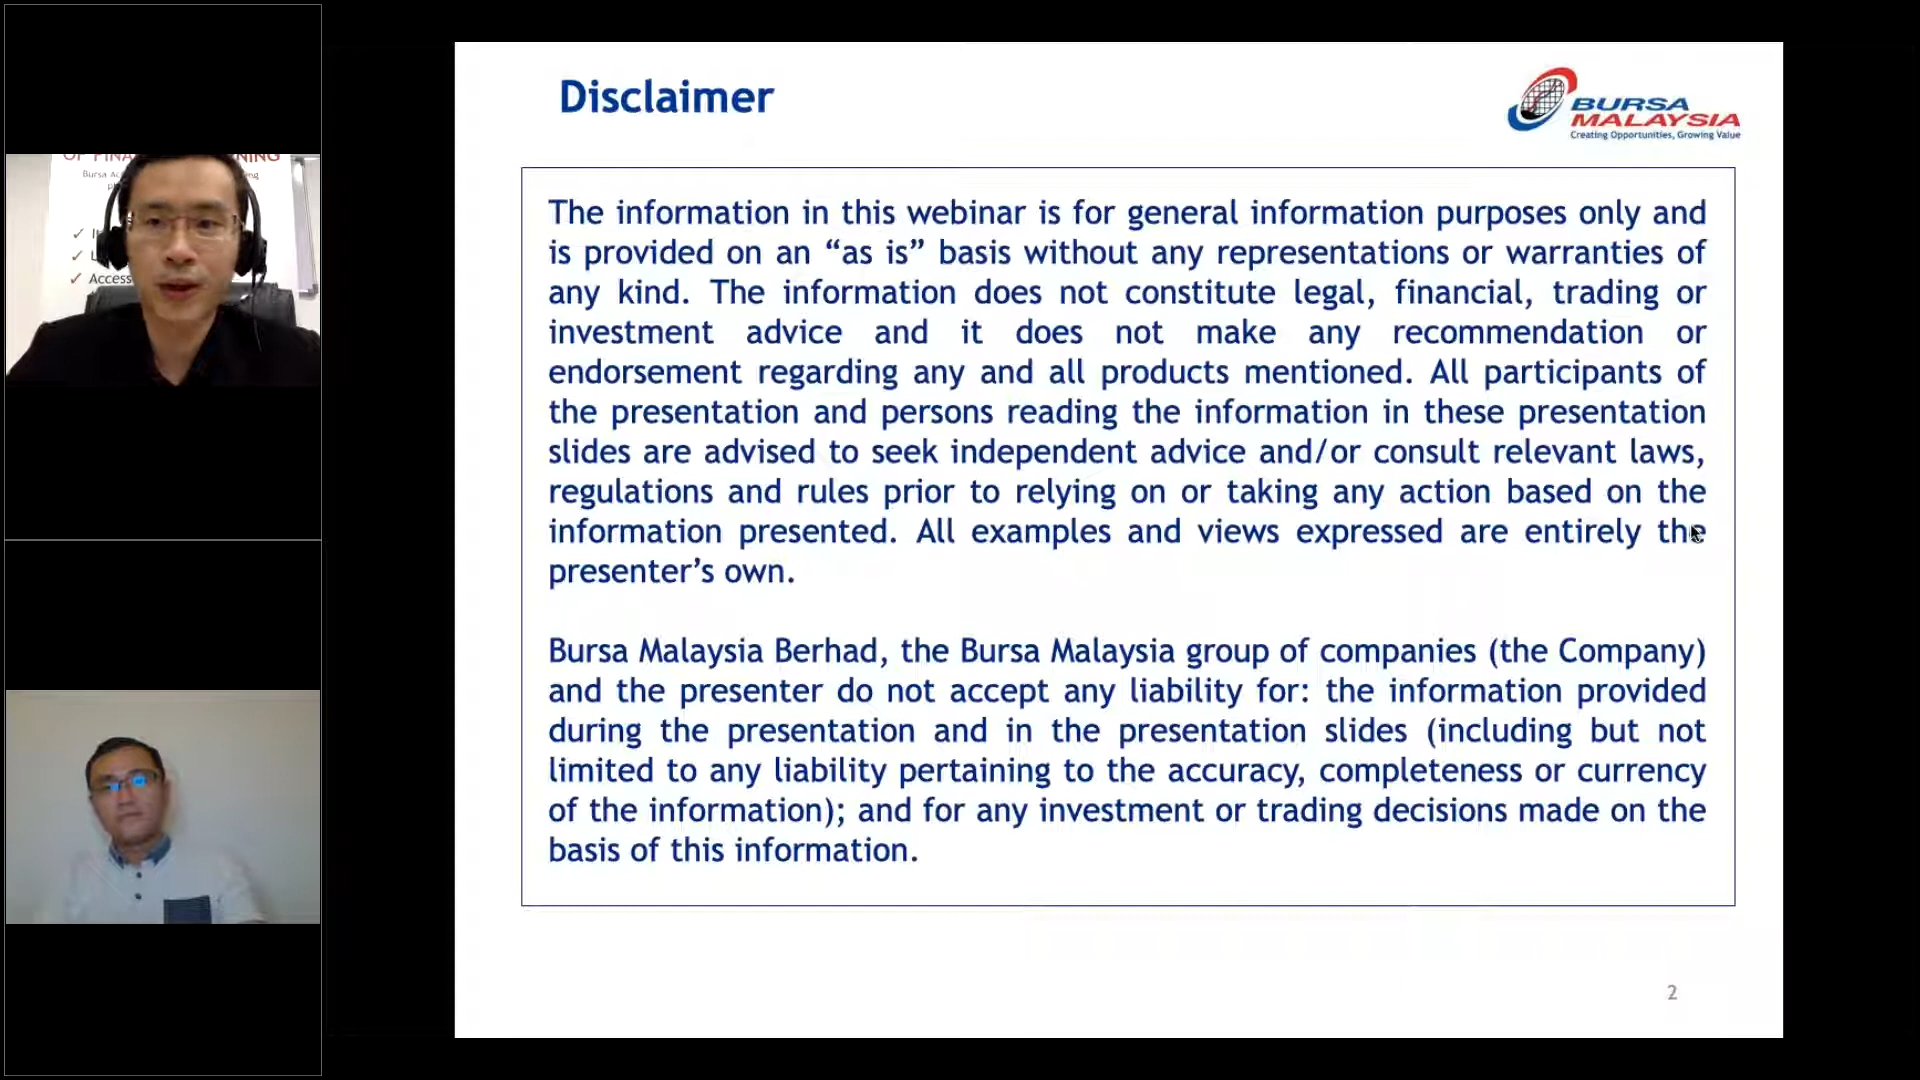 Disclaimer
BURSA
MALAYSIA
Creating Opportunities, Growing Value
The information in this webinar is for general information purposes only and
is provided on an “as is” basis without any representations or warranties of
any kind. The information does not constitute legal, financial, trading or
investment advice and it does not make any recommendation or
endorsement regarding any and all products mentioned. All participants of
the presentation and persons reading the information in these presentation
slides are advised to seek independent advice and/or consult relevant laws,
regulations and rules prior to relying on or taking any action based on the
information presented. All examples and views expressed are entirely the
presenter’s own.
Bursa Malaysia Berhad, the Bursa Malaysia group of companies (the Company)
and the presenter do not accept any liability for: the information provided
during the presentation and in the presentation slides (including but not
limited to any liability pertaining to the accuracy, completeness or currency
of the information); and for any investment or trading decisions made on the
basis of this information.
2
OF
Bursa
Access